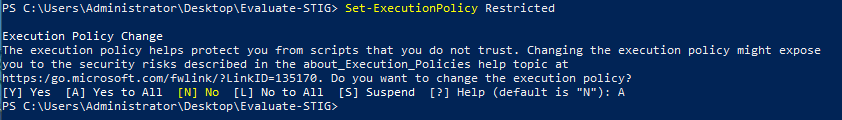 PS C:\Users\Administrator\Desktop\Evaluate-STIG> Set-ExecutionPolicy Restricted
Execution Policy Change
The execution policy helps protect you from scripts that you do not trust. Changing the execution policy might expose
you to the security risks described in the about_Execution_Policies help topic at
https:/go.microsoft.com/fwlink/?LinkID=135170. Do you want to change the execution policy?
[Y] Yes  [A] Yes to All  [N] No  [L] No to All  [S] Suspend  [?] Help (default is "N"): A
PS C:\Users\Administrator\Desktop\Evaluate-STIG>